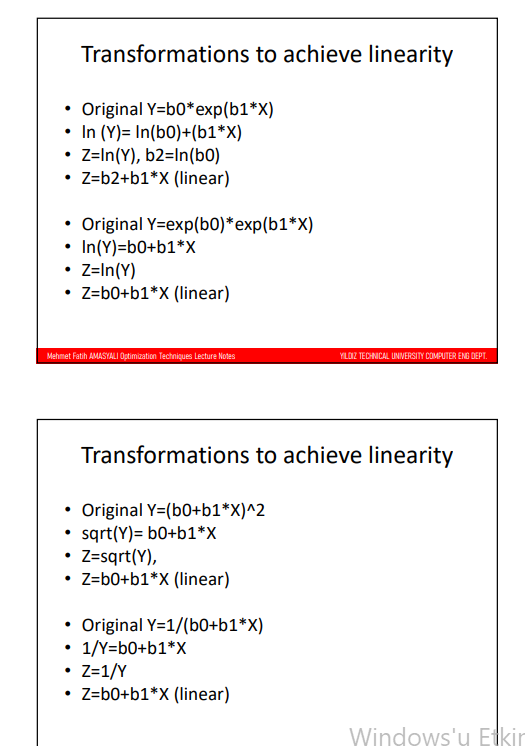 Transformations to achieve linearity
• Original Y=b0*exp(b1*X)
• ln (Y)= ln(b0)+(b1*X)
• Z=ln(Y), b2=ln(b0)
• Z=b2+b1*X (linear)
• Original Y=exp(b0)*exp(b1*X)
• ln(Y)=b0+b1*X
• Z=ln(Y)
• Z=b0+b1*X (linear)
Mehmet Fatih AMASYALI Optimization Techniques Lecture Notes YILDIZ TECHNICAL UNIVERSITY COMPUTER ENG DEPT.
Transformations to achieve linearity
• Original Y=(b0+b1*X)^2
• sqrt(Y)= b0+b1*X
• Z=sqrt(Y),
• Z=b0+b1*X (linear)
• Original Y=1/(b0+b1*X)
• 1/Y=b0+b1*X
• Z=1/Y
• Z=b0+b1*X (linear)
Windows'u Etkir